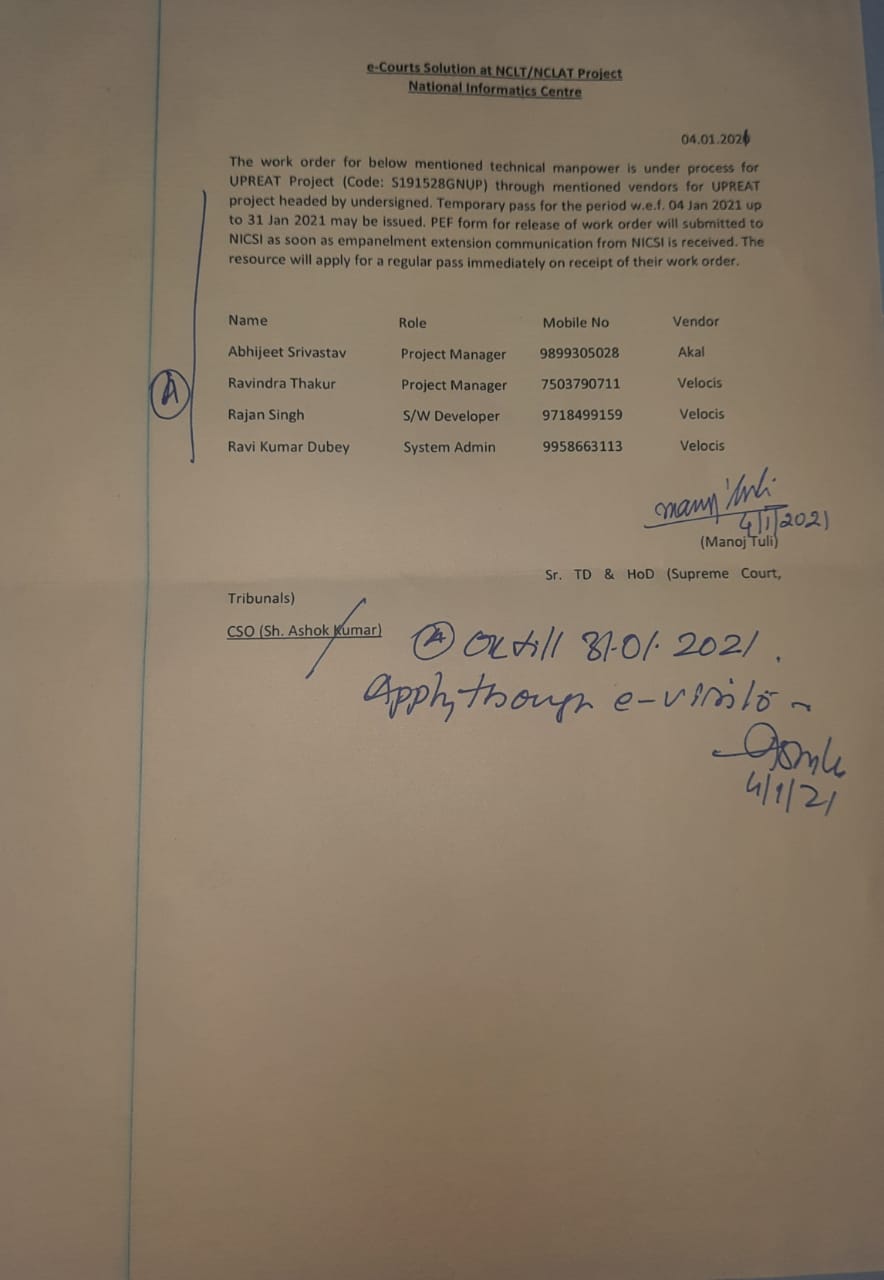 e-Courts Solution at NCLT/NCLAT Project
National Informatics Centre
04.01.2021
The work order for below mentioned technical manpower is under process for
UPREAT Project (Code: S191528GNUP) through mentioned vendors for UPREAT
project headed by undersigned. Temporary pass for the period w.e.f. 04 Jan 2021 up
to 31 Jan 2021 may be issued. PEF form for release of work order will submitted to
NICSI as soon as empanelment extension communication from NICSI is received. The
resource will apply for a regular pass immediately on receipt of their work order.
Name Role Mobile No Vendor
Abhijeet Srivastav Project Manager 9899305028 Akal
Ravindra Thakur Project Manager 7503790711 Velocis
A
Rajan Singh S/W Developer 9718499159 Velocis
Ravi Kumar Dubey System Admin 9958663113 Velocis
Manoj Tuli
4/1/2021
(Manoj Tuli)
Sr. TD & HoD (Supreme Court,
Tribunals)
CSO (Sh. Ashok Kumar)
A OK till 31.01.2021.
Apply though e-visito
4/1/21